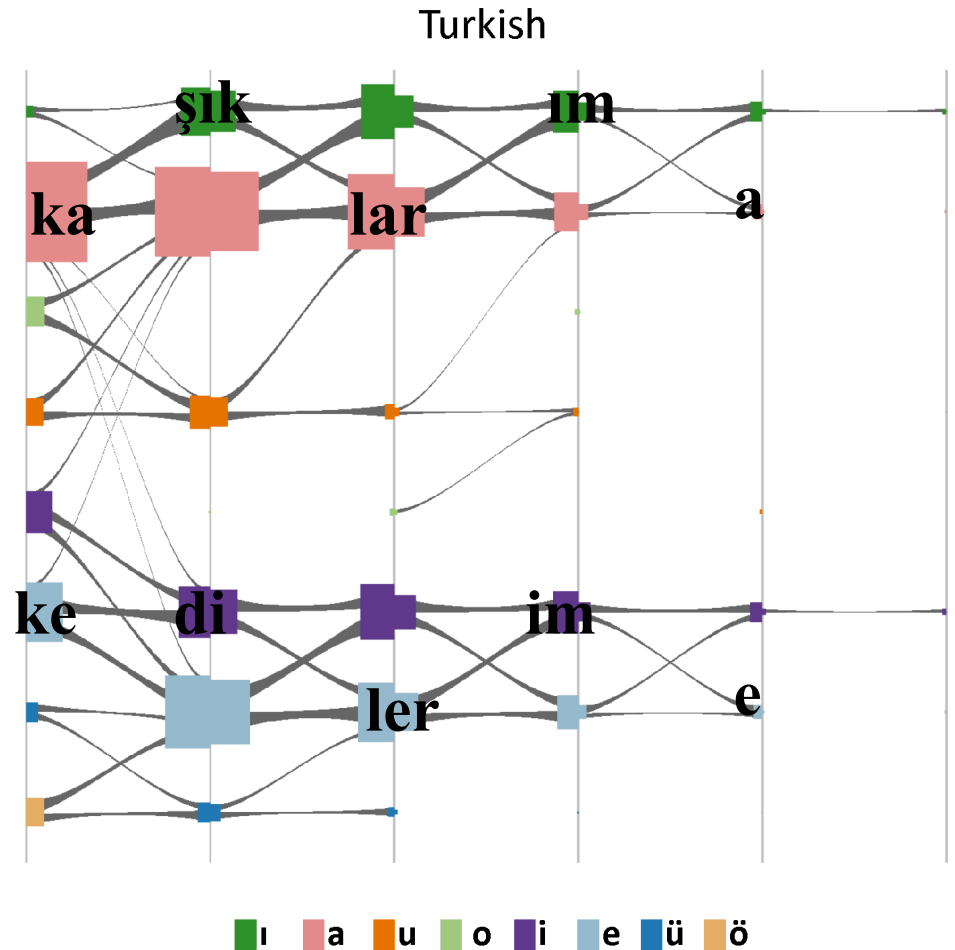 Turkish
şık ım
ka lar a
ke di im
ler e
ı a u o i e ü ö